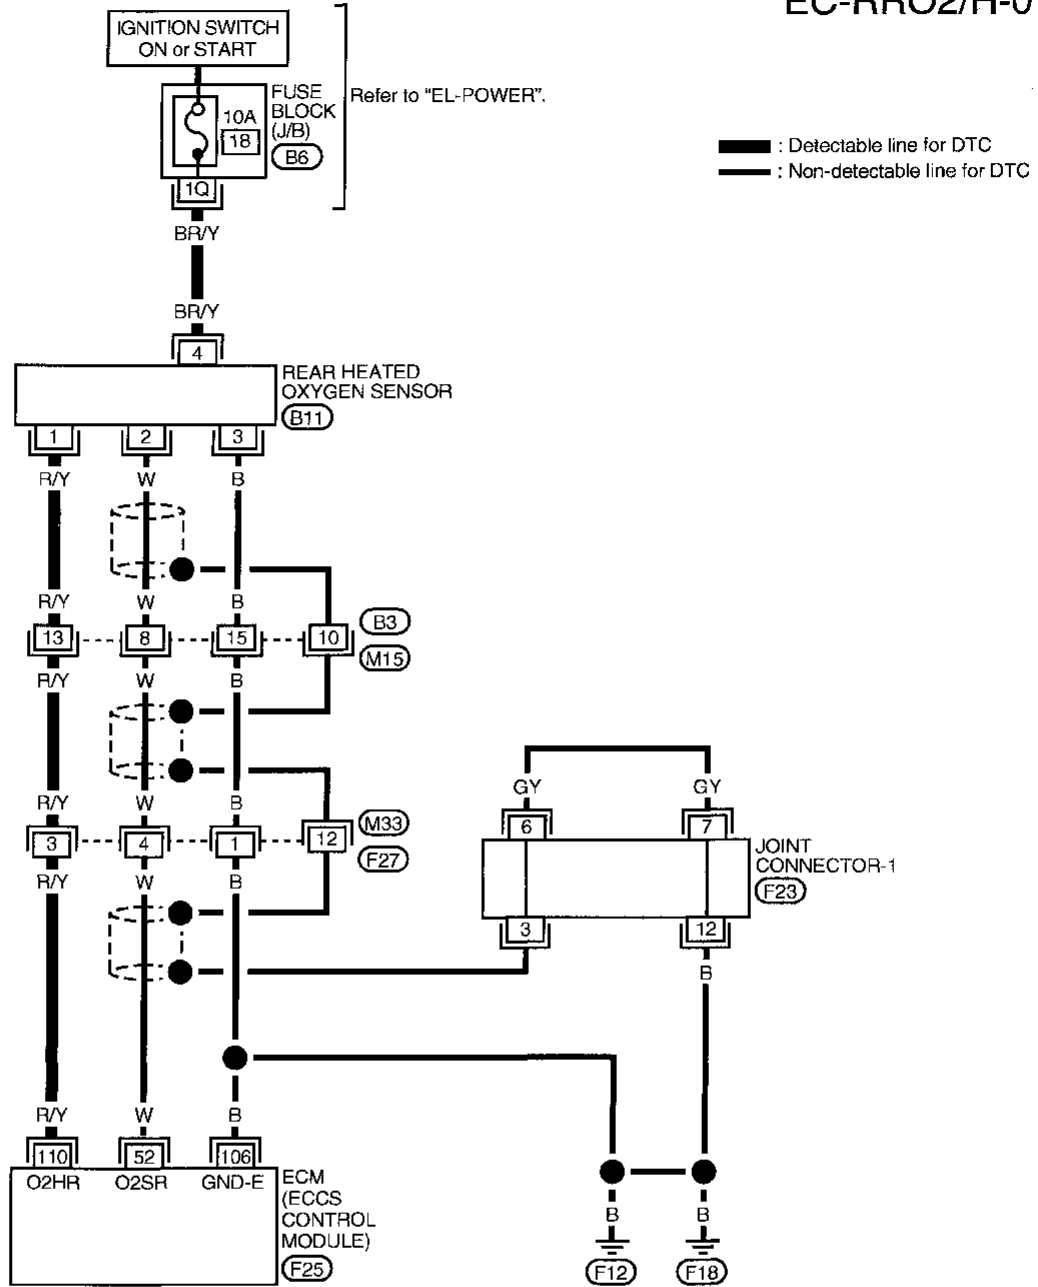 EC-RRO2/H-0
IGNITION SWITCH
ON or START
FUSE
BLOCK
(J/B)
B6
10A
18
1Q
Refer to “EL-POWER”.
: Detectable line for DTC
: Non-detectable line for DTC
BR/Y
BR/Y
4
REAR HEATED
OXYGEN SENSOR
B11
1 2 3
R/Y W B
R/Y W B
13 8 15 10
B3
M15
R/Y W B
R/Y W B
3 4 1 12
M33
F27
R/Y W B
GY GY
6 7
JOINT
CONNECTOR-1
F23
3 12
B
R/Y W B
110 52 106
O2HR O2SR GND-E
ECM
(ECCS
CONTROL
MODULE)
F25
B B
F12 F18